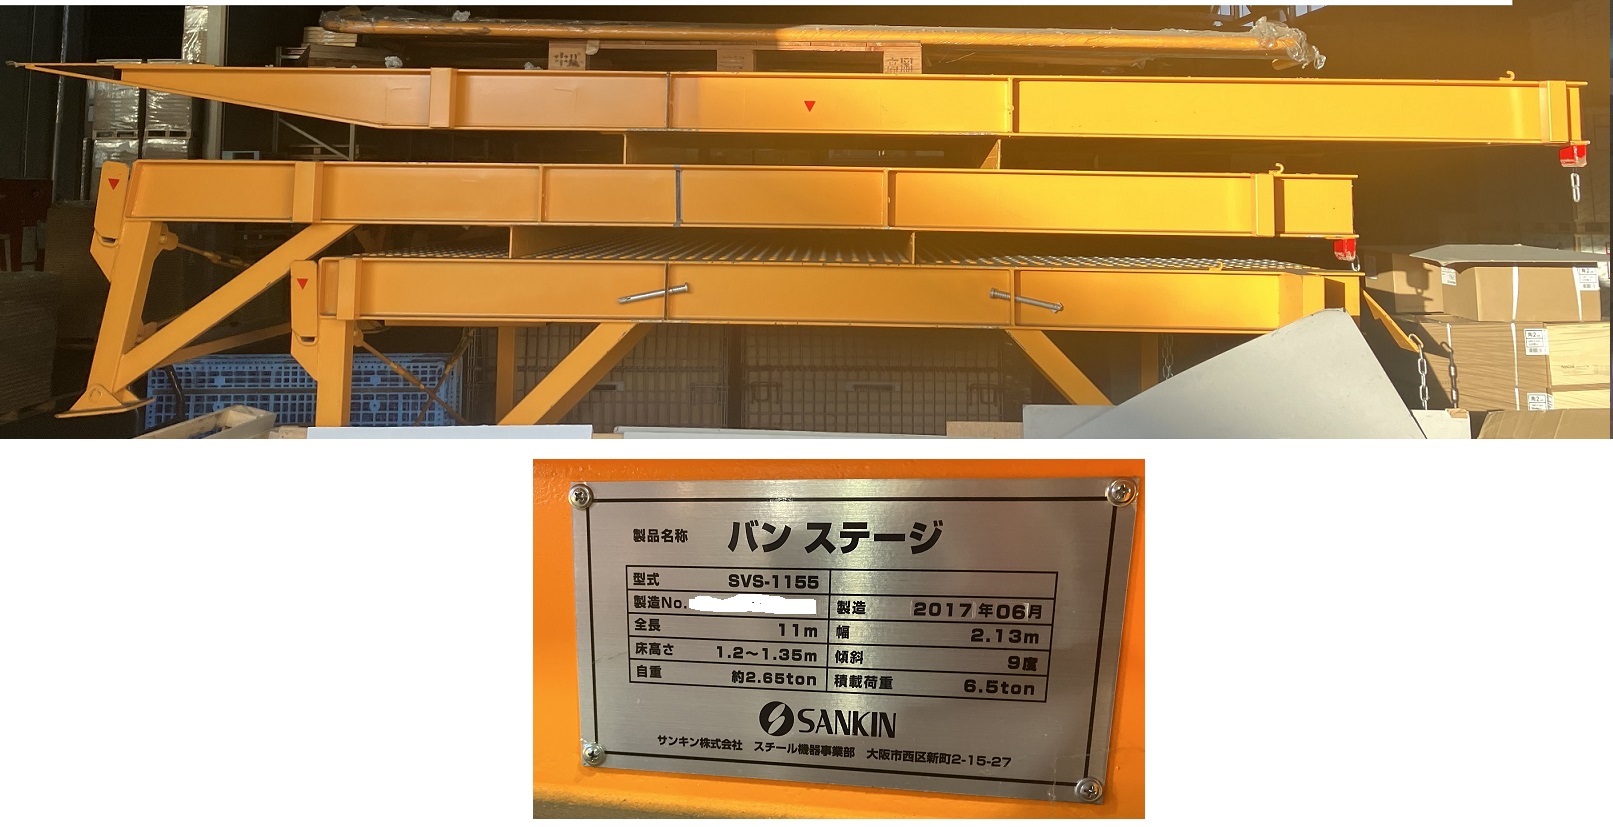 製品名称 バン ステージ
型式 SVS-1155
製造No. 製造 2017年06月
全長 11m 幅 2.13m
床高さ 1.2～1.35m 傾斜 9度
自重 約2.65ton 積載荷重 6.5ton
SANKIN
サンキン株式会社 スチール機器事業部 大阪市西区新町2-15-27